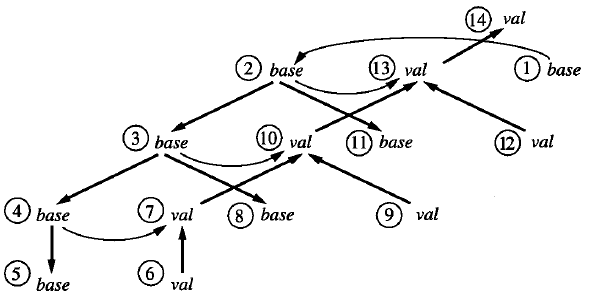 ⑭ val
② base ⑬ val ① base
③ base ⑩ val ⑪ base ⑫ val
④ base ⑦ val ⑧ base ⑨ val
⑤ base ⑥ val